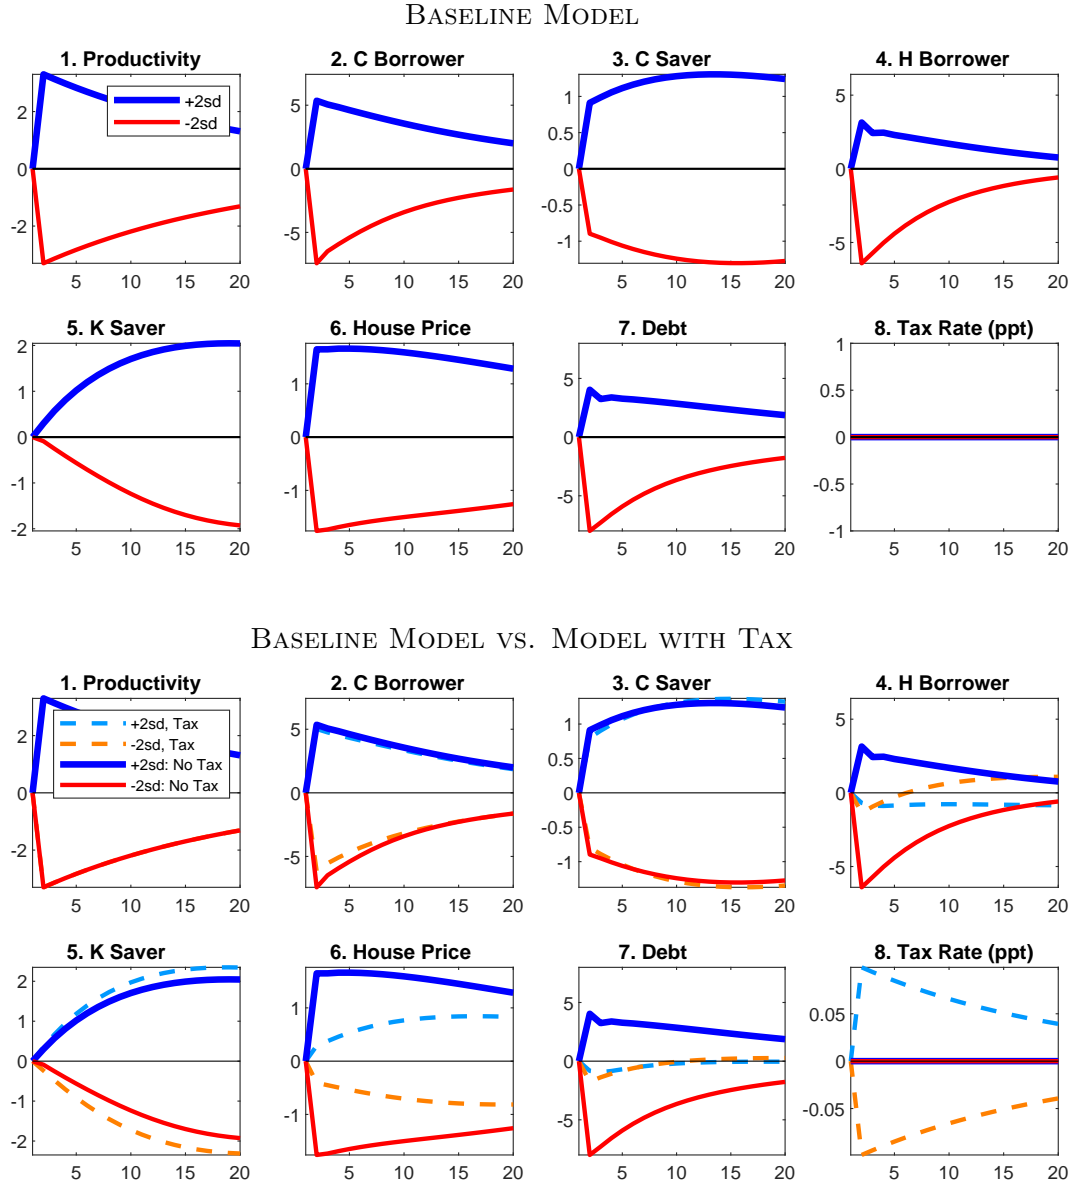 BASELINE MODEL
1. Productivity
2. C Borrower
3. C Saver
4. H Borrower
+2sd
-2sd
2
0
-2
5
0
-5
1
0.5
0
-0.5
-1
5
0
-5
5 10 15 20
5 10 15 20
5 10 15 20
5 10 15 20
5. K Saver
6. House Price
7. Debt
8. Tax Rate (ppt)
2
1
0
-1
-2
1
0
-1
5
0
-5
1
0.5
0
-0.5
-1
5 10 15 20
5 10 15 20
5 10 15 20
5 10 15 20
BASELINE MODEL VS. MODEL WITH TAX
1. Productivity
2. C Borrower
3. C Saver
4. H Borrower
+2sd, Tax
-2sd, Tax
+2sd: No Tax
-2sd: No Tax
2
0
-2
5
0
-5
1
0
-1
5
0
-5
5 10 15 20
5 10 15 20
5 10 15 20
5 10 15 20
5. K Saver
6. House Price
7. Debt
8. Tax Rate (ppt)
2
1
0
-1
-2
1
0
-1
5
0
-5
0.05
0
-0.05
5 10 15 20
5 10 15 20
5 10 15 20
5 10 15 20